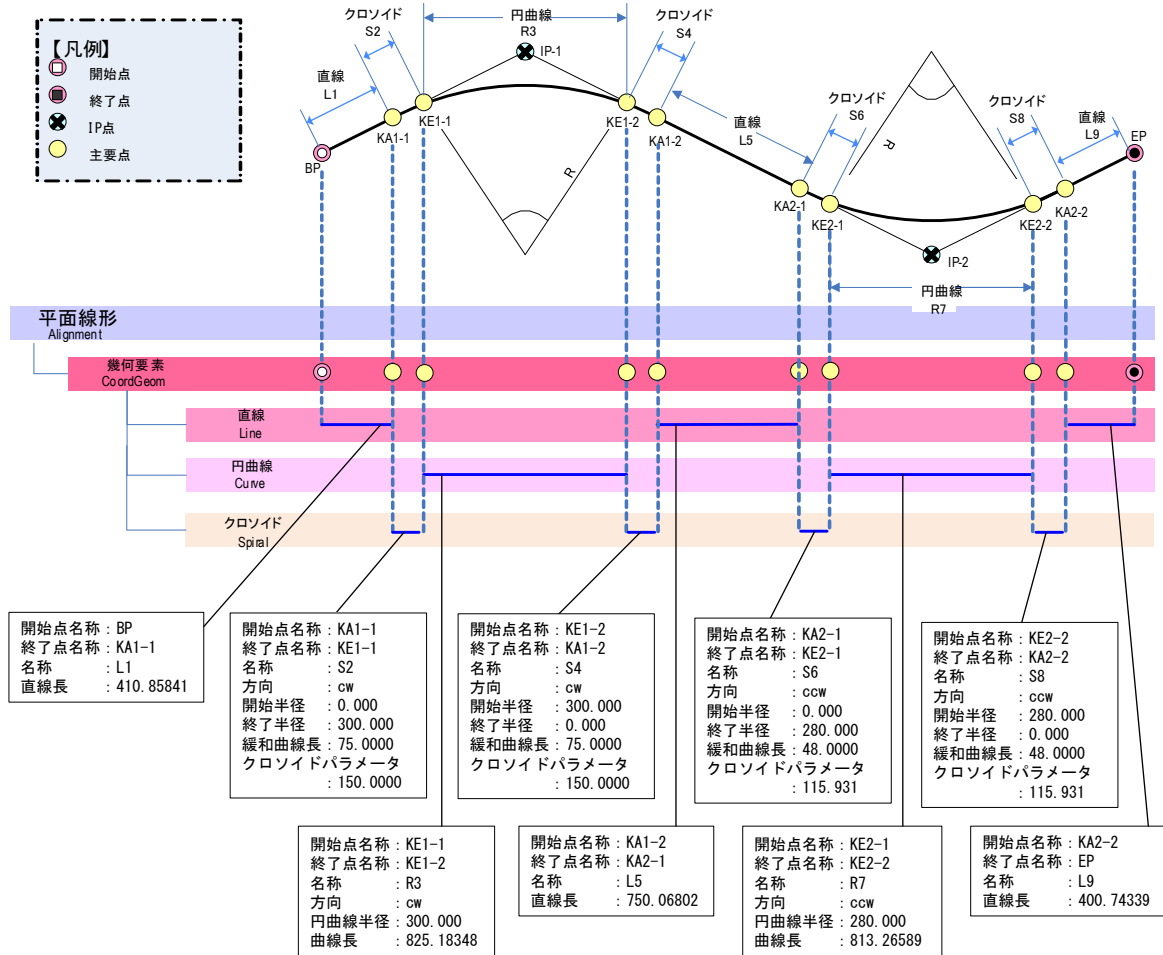 【凡例】
開始点
終了点
IP点
主要点
直線
L1
クロソイド
S2
円曲線
R3
クロソイド
S4
IP-1
BP
KA1-1
KE1-1
KE1-2
KA1-2
R
直線
L5
クロソイド
S6
クロソイド
S8
直線
L9
EP
R
KA2-1
KE2-1
KE2-2
KA2-2
IP-2
円曲線
R7
平面線形
Alignment
幾何要素
CoordGeom
直線
Line
円曲線
Curve
クロソイド
Spiral
開始点名称：BP
終了点名称：KA1-1
名称　　　：L1
直線長　　：410.85841
開始点名称：KA1-1
終了点名称：KE1-1
名称　　　：S2
方向　　　：cw
開始半径　：0.000
終了半径　：300.000
緩和曲線長：75.0000
クロソイドパラメータ
：150.0000
開始点名称：KE1-2
終了点名称：KA1-2
名称　　　：S4
方向　　　：cw
開始半径　：300.000
終了半径　：0.000
緩和曲線長：75.0000
クロソイドパラメータ
：150.0000
開始点名称：KA2-1
終了点名称：KE2-1
名称　　　：S6
方向　　　：ccw
開始半径　：0.000
終了半径　：280.000
緩和曲線長：48.0000
クロソイドパラメータ
：115.931
開始点名称：KE2-2
終了点名称：KA2-2
名称　　　：S8
方向　　　：ccw
開始半径　：280.000
終了半径　：0.000
緩和曲線長：48.0000
クロソイドパラメータ
：115.931
開始点名称：KE1-1
終了点名称：KE1-2
名称　　　：R3
方向　　　：cw
円曲線半径：300.000
曲線長　　：825.18348
開始点名称：KA1-2
終了点名称：KA2-1
名称　　　：L5
直線長　　：750.06802
開始点名称：KE2-1
終了点名称：KE2-2
名称　　　：R7
方向　　　：ccw
円曲線半径：280.000
曲線長　　：813.26589
開始点名称：KA2-2
終了点名称：EP
名称　　　：L9
直線長　　：400.74339